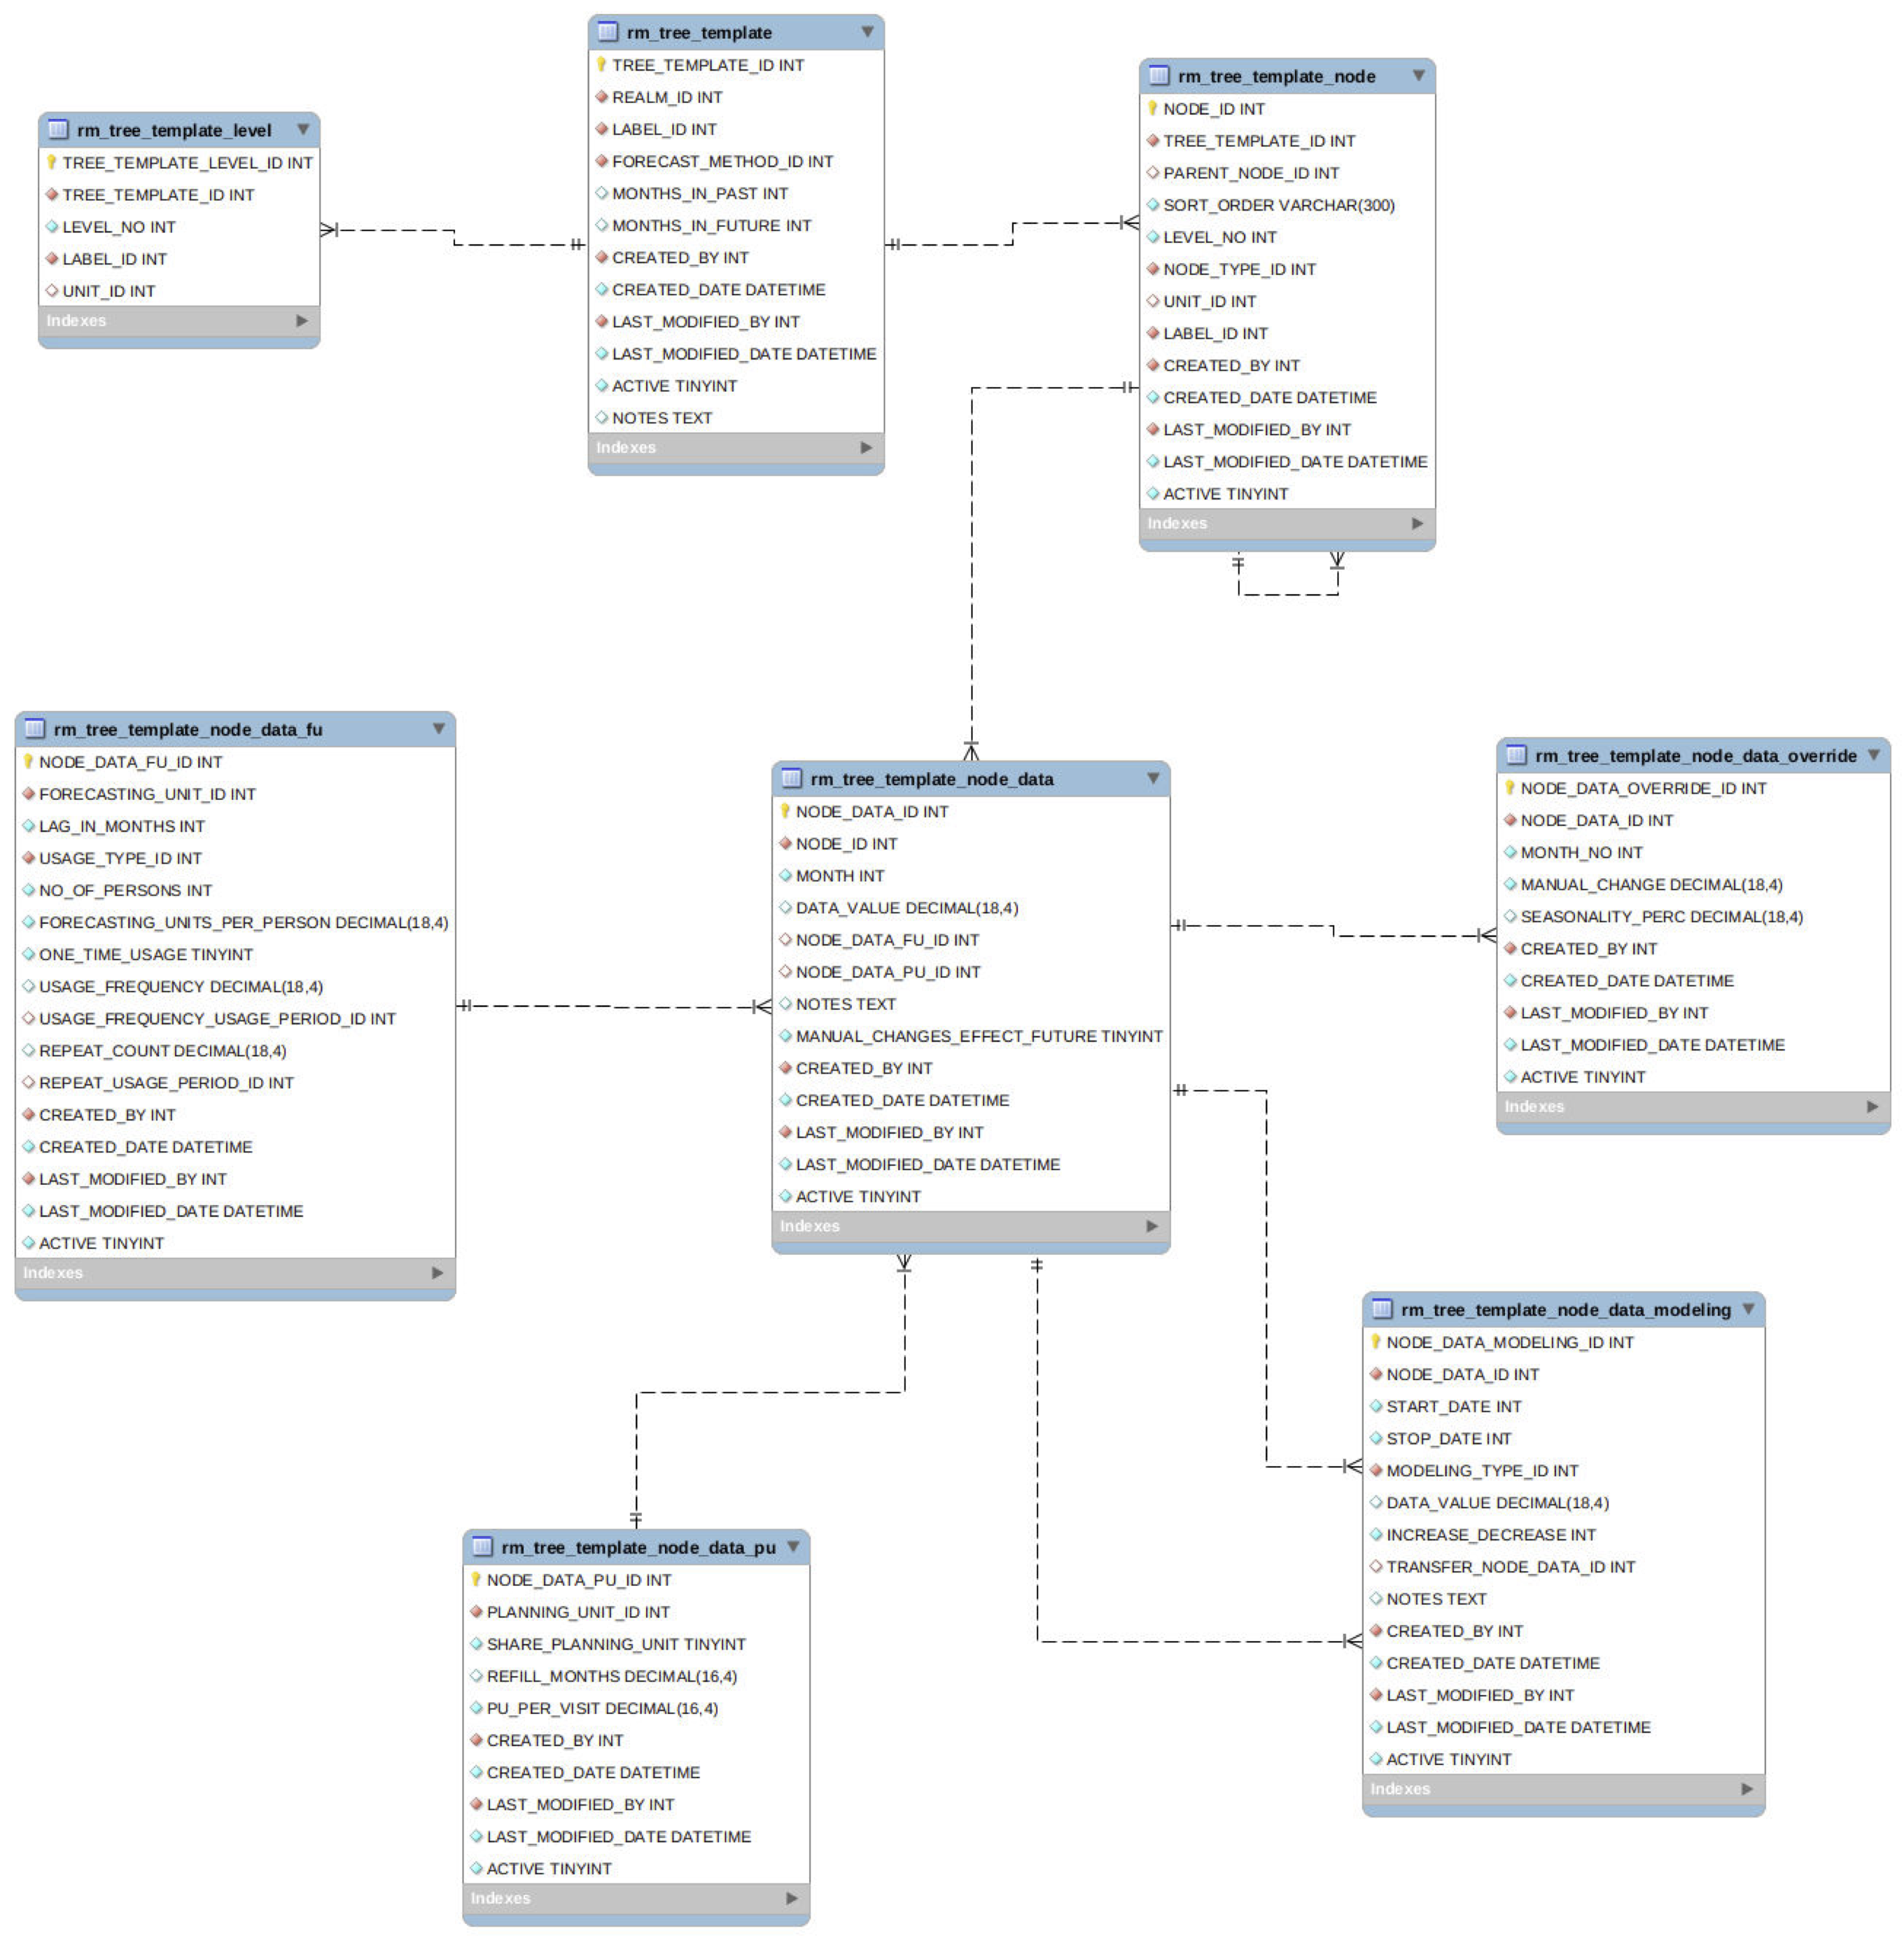 rm_tree_template
TREE_TEMPLATE_ID INT
REALM_ID INT
LABEL_ID INT
FORECAST_METHOD_ID INT
MONTHS_IN_PAST INT
MONTHS_IN_FUTURE INT
CREATED_BY INT
CREATED_DATE DATETIME
LAST_MODIFIED_BY INT
LAST_MODIFIED_DATE DATETIME
ACTIVE TINYINT
NOTES TEXT
Indexes
rm_tree_template_node
NODE_ID INT
TREE_TEMPLATE_ID INT
PARENT_NODE_ID INT
SORT_ORDER VARCHAR(300)
LEVEL_NO INT
NODE_TYPE_ID INT
UNIT_ID INT
LABEL_ID INT
CREATED_BY INT
CREATED_DATE DATETIME
LAST_MODIFIED_BY INT
LAST_MODIFIED_DATE DATETIME
ACTIVE TINYINT
Indexes
rm_tree_template_level
TREE_TEMPLATE_LEVEL_ID INT
TREE_TEMPLATE_ID INT
LEVEL_NO INT
LABEL_ID INT
UNIT_ID INT
Indexes
rm_tree_template_node_data_fu
NODE_DATA_FU_ID INT
FORECASTING_UNIT_ID INT
LAG_IN_MONTHS INT
USAGE_TYPE_ID INT
NO_OF_PERSONS INT
FORECASTING_UNITS_PER_PERSON DECIMAL(18,4)
ONE_TIME_USAGE TINYINT
USAGE_FREQUENCY DECIMAL(18,4)
USAGE_FREQUENCY_USAGE_PERIOD_ID INT
REPEAT_COUNT DECIMAL(18,4)
REPEAT_USAGE_PERIOD_ID INT
CREATED_BY INT
CREATED_DATE DATETIME
LAST_MODIFIED_BY INT
LAST_MODIFIED_DATE DATETIME
ACTIVE TINYINT
Indexes
rm_tree_template_node_data
NODE_DATA_ID INT
NODE_ID INT
MONTH INT
DATA_VALUE DECIMAL(18,4)
NODE_DATA_FU_ID INT
NODE_DATA_PU_ID INT
NOTES TEXT
MANUAL_CHANGES_EFFECT_FUTURE TINYINT
CREATED_BY INT
CREATED_DATE DATETIME
LAST_MODIFIED_BY INT
LAST_MODIFIED_DATE DATETIME
ACTIVE TINYINT
Indexes
rm_tree_template_node_data_override
NODE_DATA_OVERRIDE_ID INT
NODE_DATA_ID INT
MONTH_NO INT
MANUAL_CHANGE DECIMAL(18,4)
SEASONALITY_PERC DECIMAL(18,4)
CREATED_BY INT
CREATED_DATE DATETIME
LAST_MODIFIED_BY INT
LAST_MODIFIED_DATE DATETIME
ACTIVE TINYINT
Indexes
rm_tree_template_node_data_modeling
NODE_DATA_MODELING_ID INT
NODE_DATA_ID INT
START_DATE INT
STOP_DATE INT
MODELING_TYPE_ID INT
DATA_VALUE DECIMAL(18,4)
INCREASE_DECREASE INT
TRANSFER_NODE_DATA_ID INT
NOTES TEXT
CREATED_BY INT
CREATED_DATE DATETIME
LAST_MODIFIED_BY INT
LAST_MODIFIED_DATE DATETIME
ACTIVE TINYINT
Indexes
rm_tree_template_node_data_pu
NODE_DATA_PU_ID INT
PLANNING_UNIT_ID INT
SHARE_PLANNING_UNIT TINYINT
REFILL_MONTHS DECIMAL(16,4)
PU_PER_VISIT DECIMAL(16,4)
CREATED_BY INT
CREATED_DATE DATETIME
LAST_MODIFIED_BY INT
LAST_MODIFIED_DATE DATETIME
ACTIVE TINYINT
Indexes